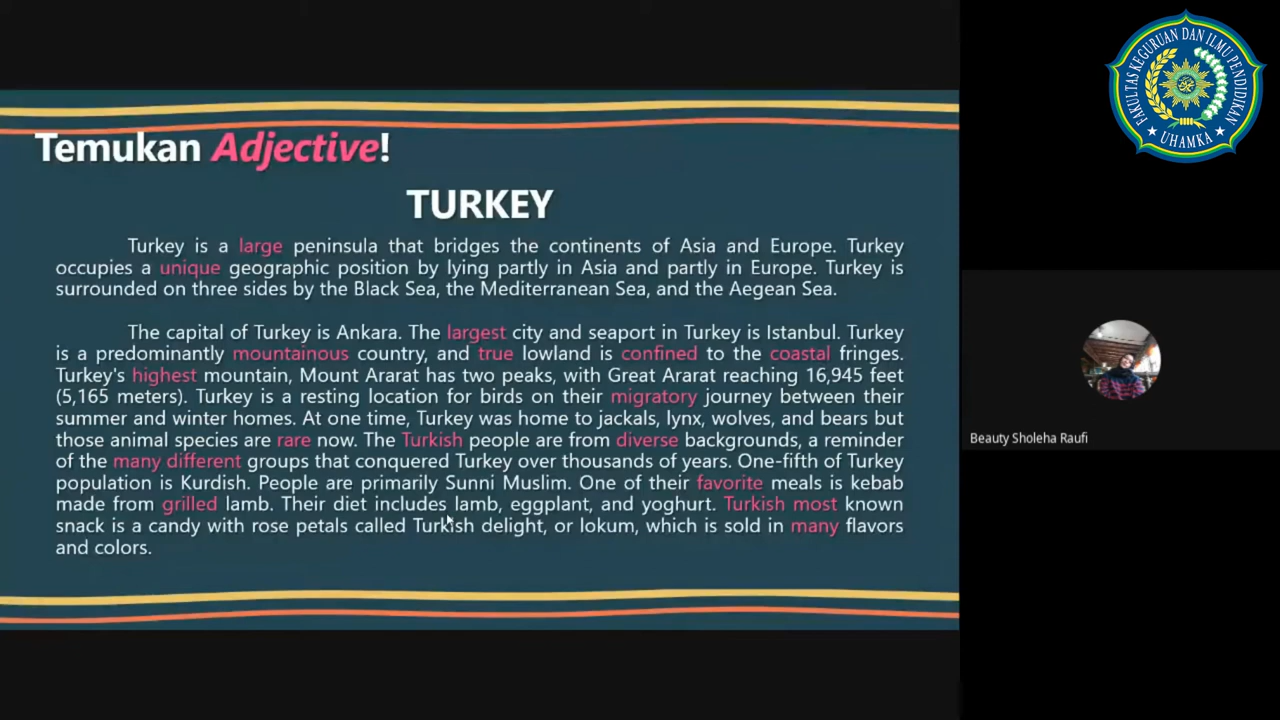 Temukan Adjective!
TURKEY
Turkey is a large peninsula that bridges the continents of Asia and Europe. Turkey
occupies a unique geographic position by lying partly in Asia and partly in Europe. Turkey is
surrounded on three sides by the Black Sea, the Mediterranean Sea, and the Aegean Sea.
The capital of Turkey is Ankara. The largest city and seaport in Turkey is Istanbul. Turkey
is a predominantly mountainous country, and true lowland is confined to the coastal fringes.
Turkey's highest mountain, Mount Ararat has two peaks, with Great Ararat reaching 16,945 feet
(5,165 meters). Turkey is a resting location for birds on their migratory journey between their
summer and winter homes. At one time, Turkey was home to jackals, lynx, wolves, and bears but
those animal species are rare now. The Turkish people are from diverse backgrounds, a reminder
of the many different groups that conquered Turkey over thousands of years. One-fifth of Turkey
population is Kurdish. People are primarily Sunni Muslim. One of their favorite meals is kebab
made from grilled lamb. Their diet includes lamb, eggplant, and yoghurt. Turkish most known
snack is a candy with rose petals called Turkish delight, or lokum, which is sold in many flavors
and colors.
FAKULTAS KEGURUAN DAN ILMU PENDIDIKAN
UHAMKA
Beauty Sholeha Raufi